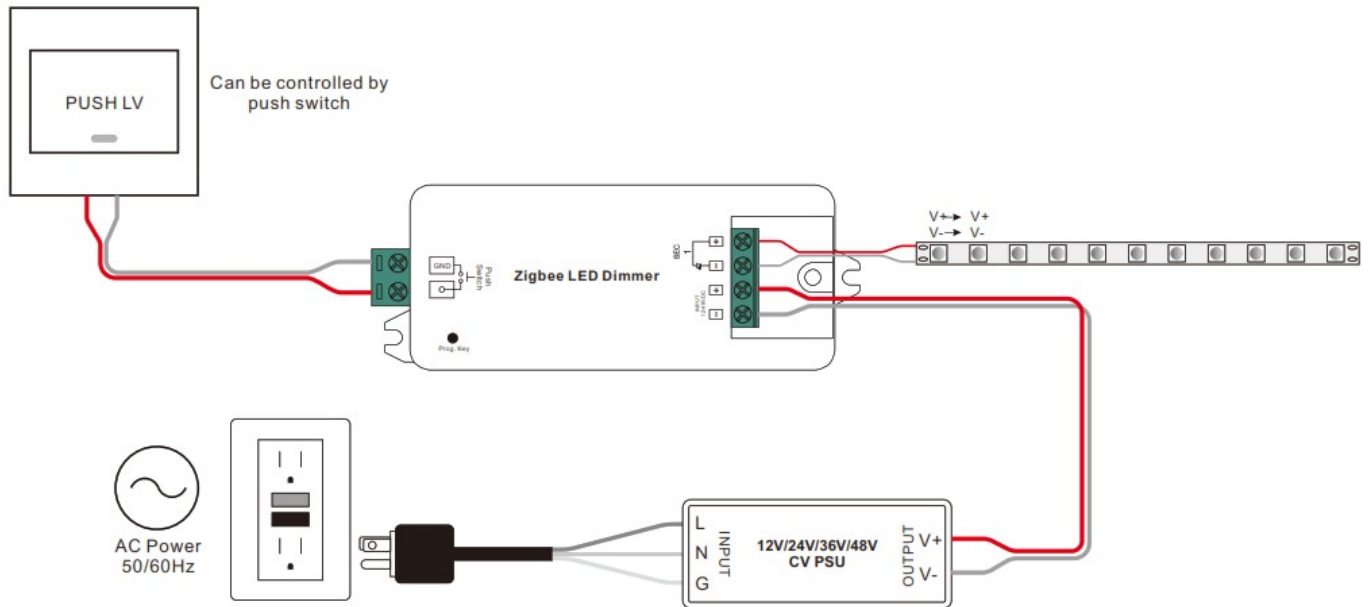 PUSH LV
Can be controlled by
push switch
GND
Push
Switch
Zigbee LED Dimmer
Prog. Key
SEC
1
+
-
+
-
INPUT
V+ V+
V- V-
AC Power
50/60Hz
L
N
G
INPUT
12V/24V/36V/48V
CV PSU
OUTPUT
V+
V-